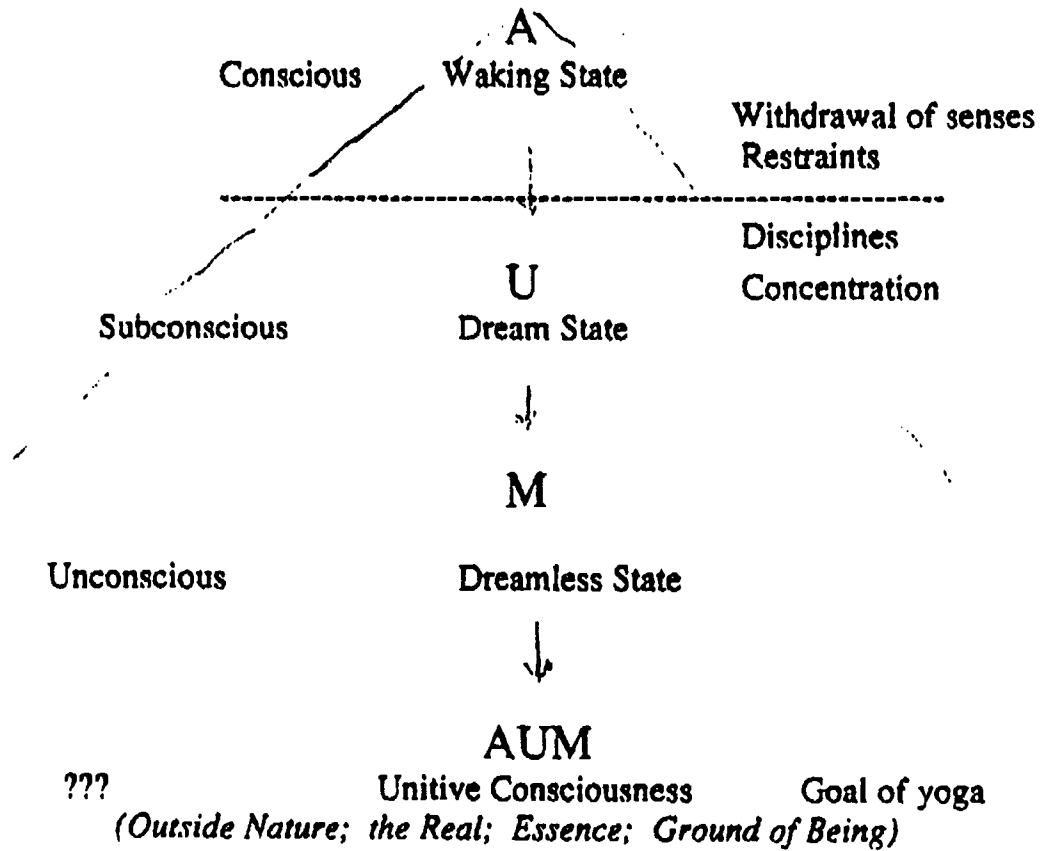 A
Conscious Waking State
Withdrawal of senses
Restraints
Disciplines
U
Concentration
Subconscious Dream State
M
Unconscious Dreamless State
AUM
??? Unitive Consciousness Goal of yoga
(Outside Nature; the Real; Essence; Ground of Being)